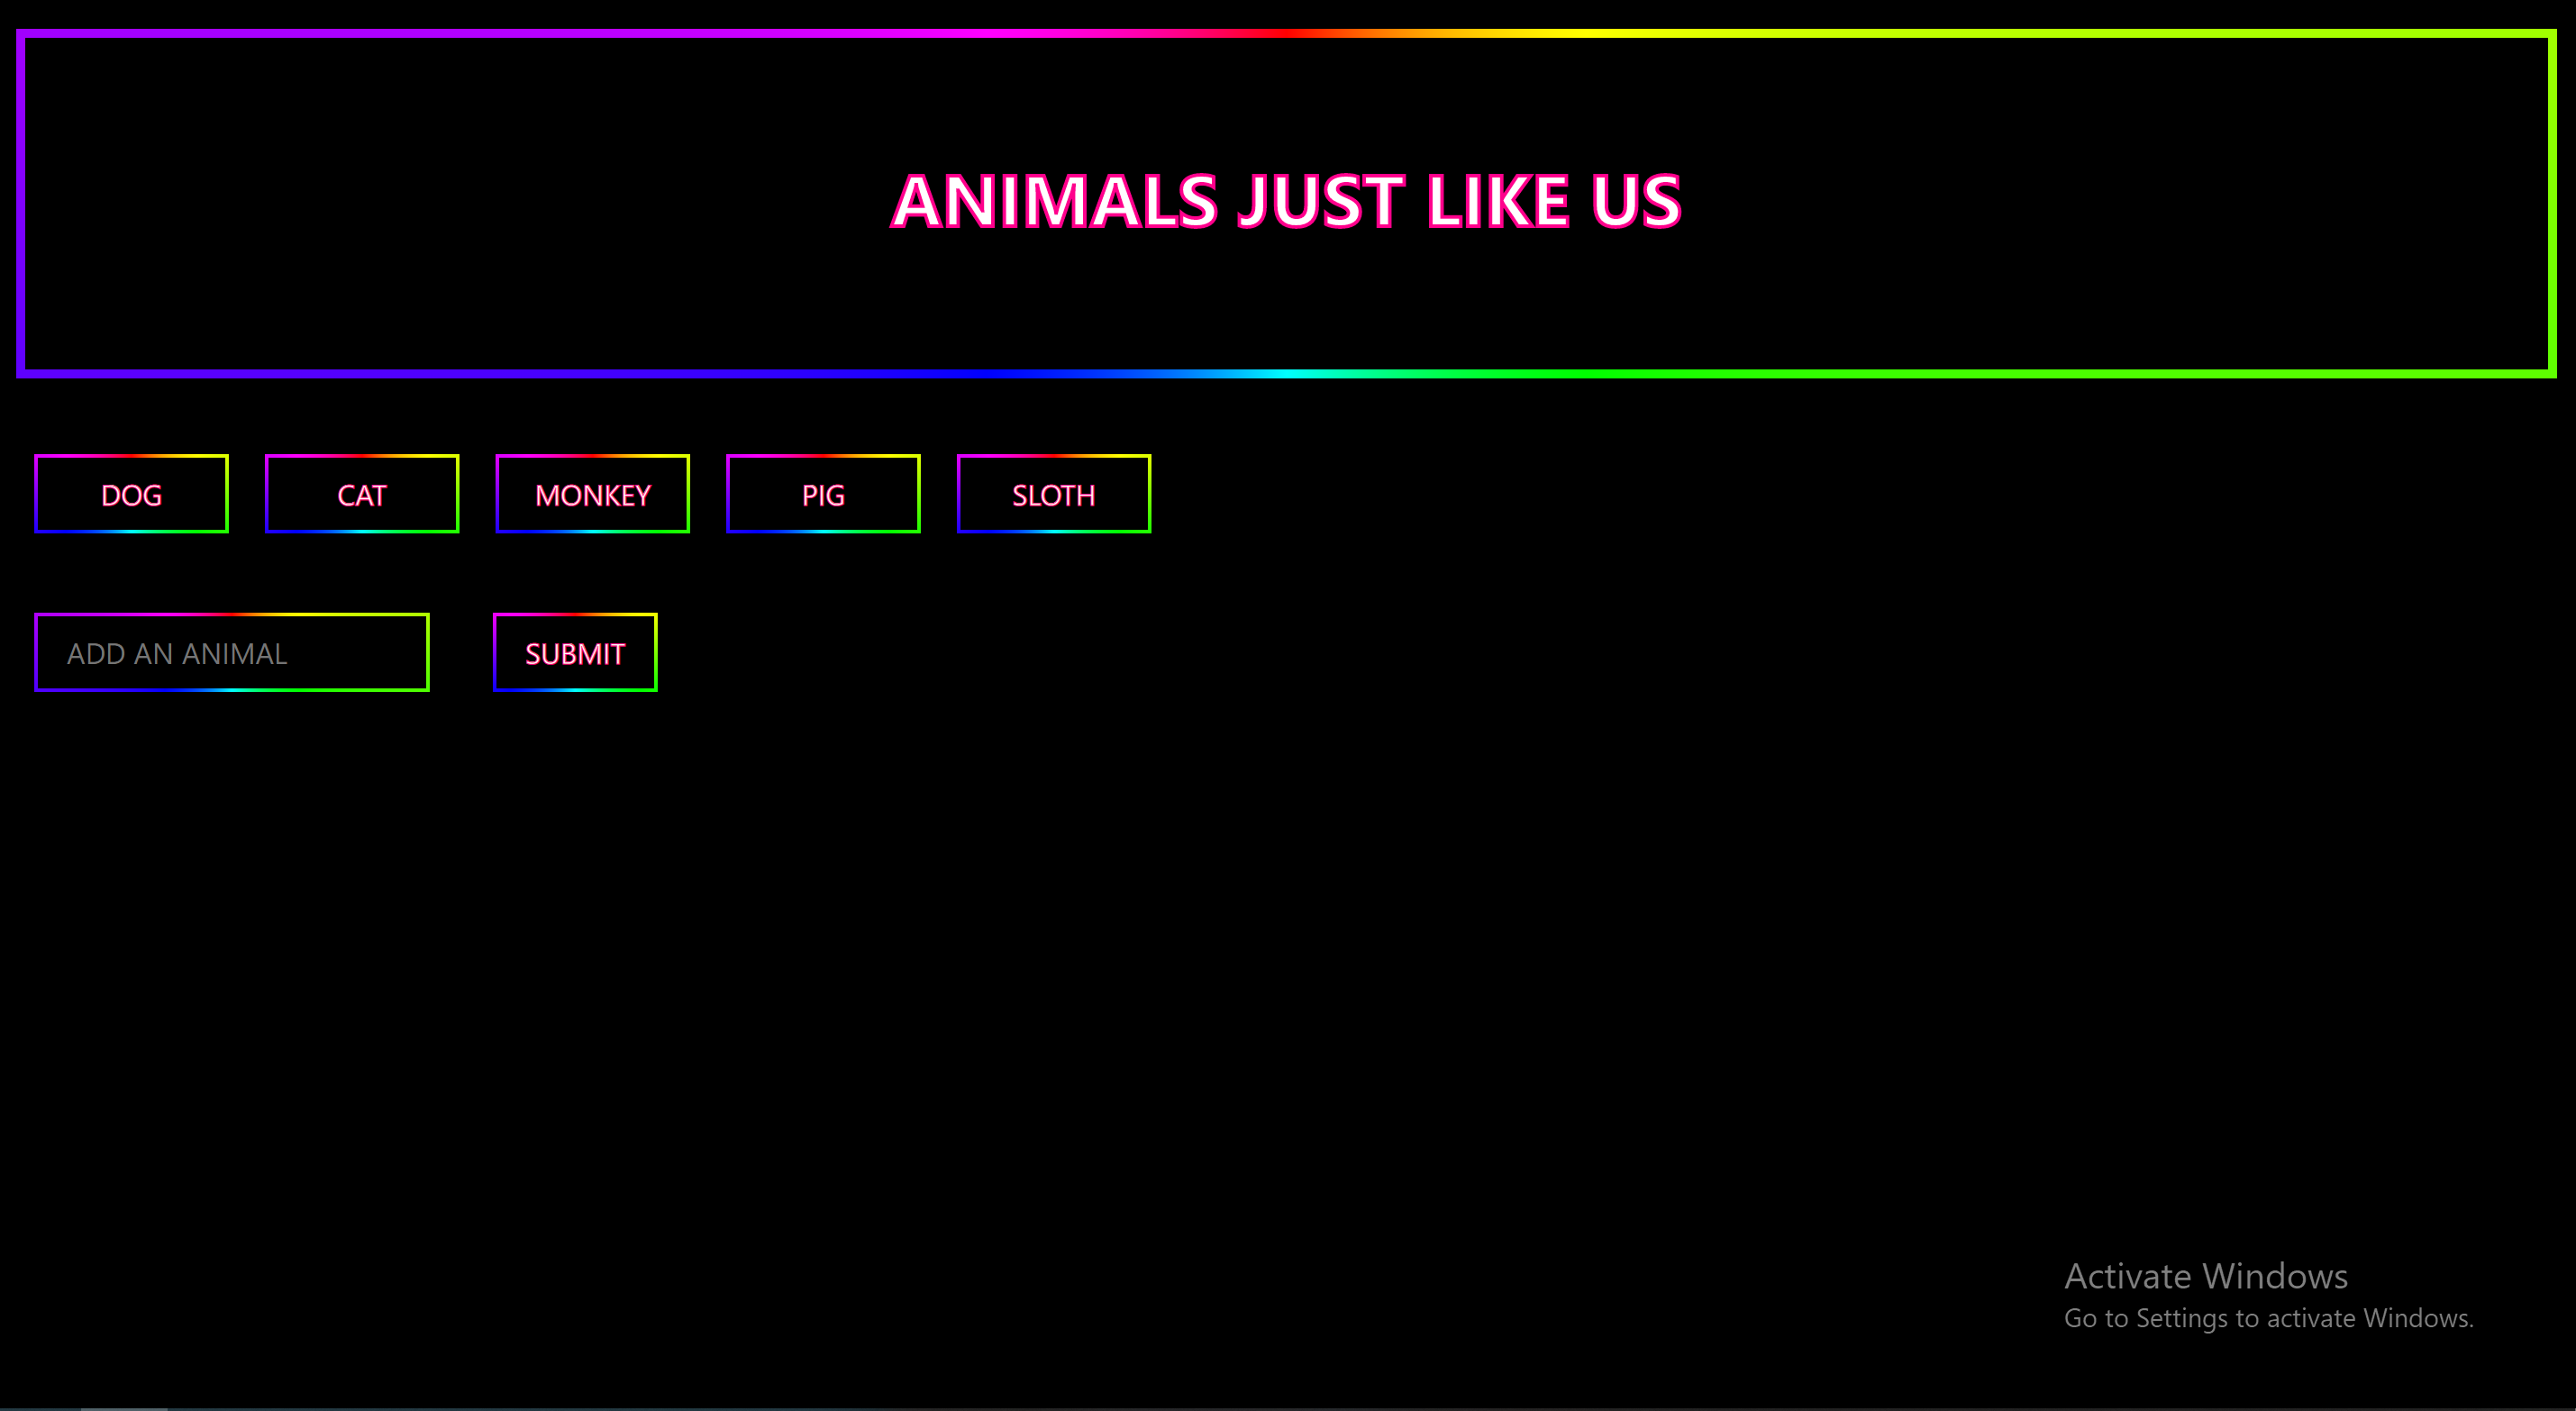 ANIMALS JUST LIKE US
DOG CAT MONKEY PIG SLOTH
ADD AN ANIMAL SUBMIT
Activate Windows
Go to Settings to activate Windows.